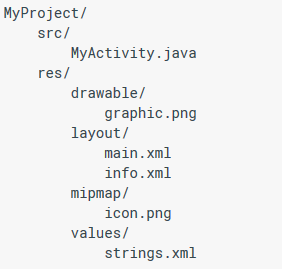 MyProject/
    src/
        MyActivity.java
    res/
        drawable/
            graphic.png
        layout/
            main.xml
            info.xml
        mipmap/
            icon.png
        values/
            strings.xml